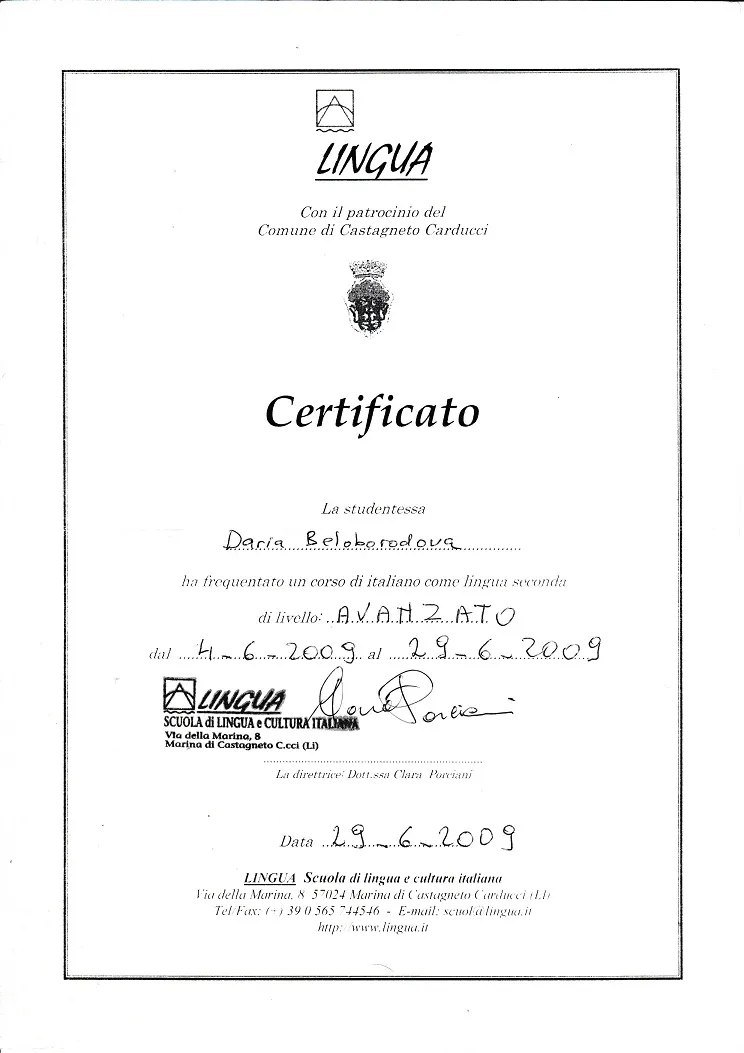 LINGUA
Con il patrocinio del
Comune di Castagneto Carducci
Certificato
La studentessa
Daria Beloborodova
ha frequentato un corso di italiano come lingua seconda
di livello: AVANZATO
dal 4-6-2009 al 29-6-2009
LINGUA
SCUOLA di LINGUA e CULTURA ITALIANA
Via della Marina, 8
Marina di Castagneto C.cci (Li)
Clara Porciani
La direttrice: Dott.ssa Clara Porciani
Data 29-6-2009
LINGUA Scuola di lingua e cultura italiana
Via della Marina, 8 57024 Marina di Castagneto Carducci (LI)
Tel/Fax: (+) 39 0 565 744546 - E-mail: scuol@lingua.it
http: www.lingua.it